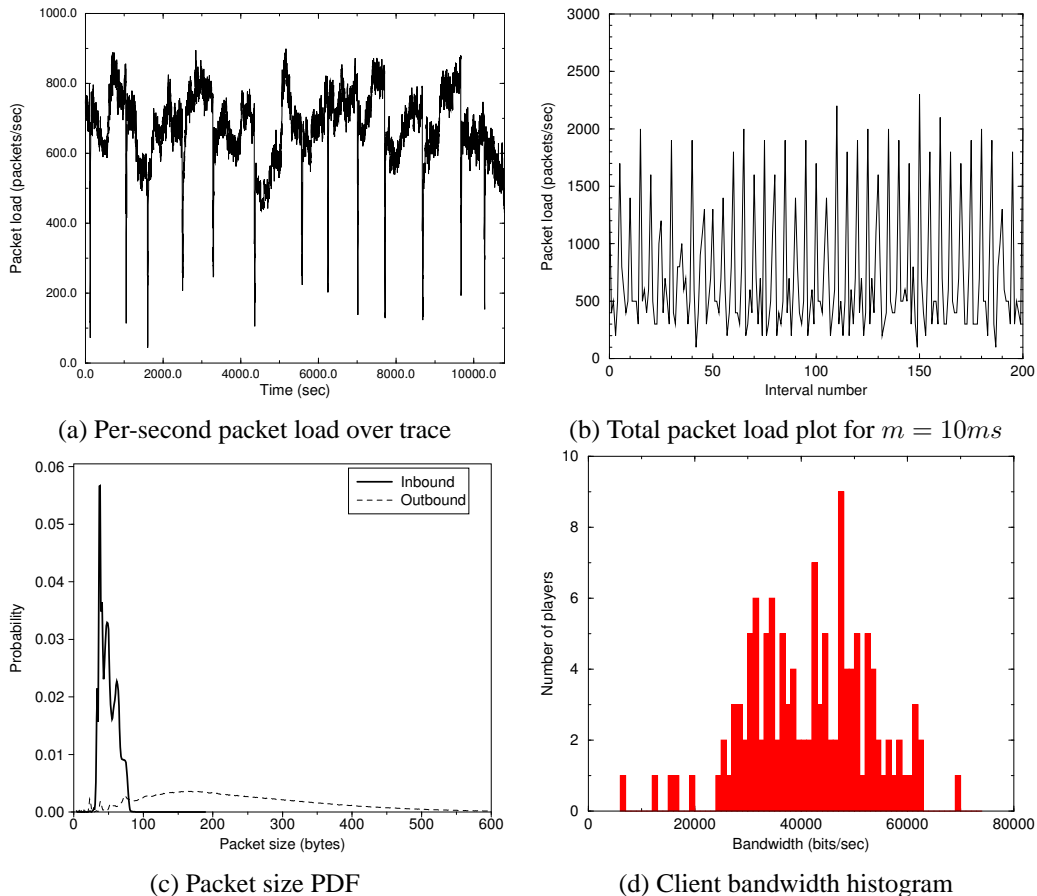 1000.0
800.0
600.0
400.0
200.0
0.0
Packet load (packets/sec)
0.0 2000.0 4000.0 6000.0 8000.0 10000.0
Time (sec)
(a) Per-second packet load over trace
3000
2500
2000
1500
1000
500
0
Packet load (packets/sec)
0 50 100 150 200
Interval number
(b) Total packet load plot for m = 10ms
0.06
0.05
0.04
0.03
0.02
0.01
0.00
Probability
Inbound
Outbound
0 100 200 300 400 500 600
Packet size (bytes)
(c) Packet size PDF
10
8
6
4
2
0
Number of players
0 20000 40000 60000 80000
Bandwidth (bits/sec)
(d) Client bandwidth histogram